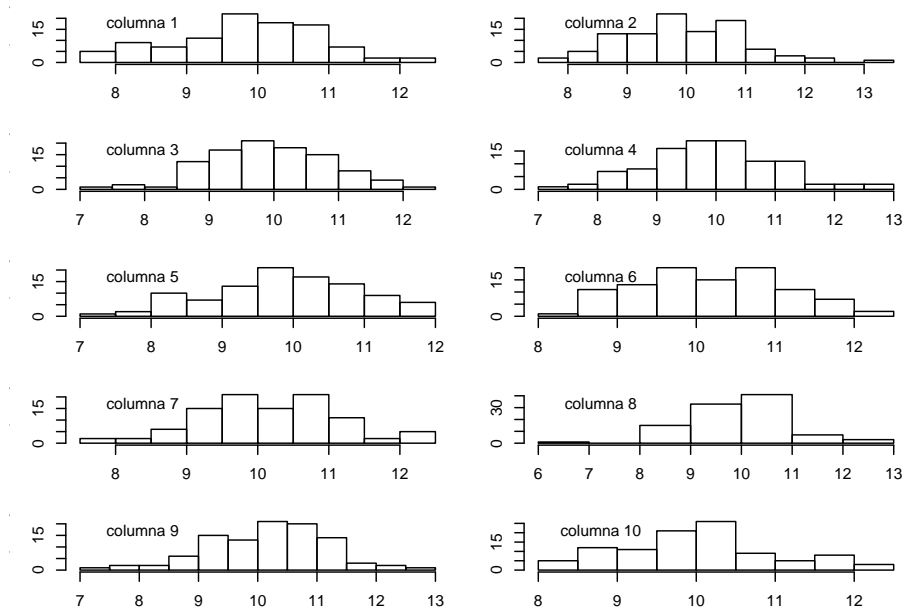 columna 1
0 15
8 9 10 11 12
columna 2
0 15
8 9 10 11 12 13
columna 3
0 15
7 8 9 10 11 12
columna 4
0 15
7 8 9 10 11 12 13
columna 5
0 15
7 8 9 10 11 12
columna 6
0 15
8 9 10 11 12
columna 7
0 15
8 9 10 11 12
columna 8
0 30
6 7 8 9 10 11 12 13
columna 9
0 15
7 8 9 10 11 12 13
columna 10
0 15
8 9 10 11 12